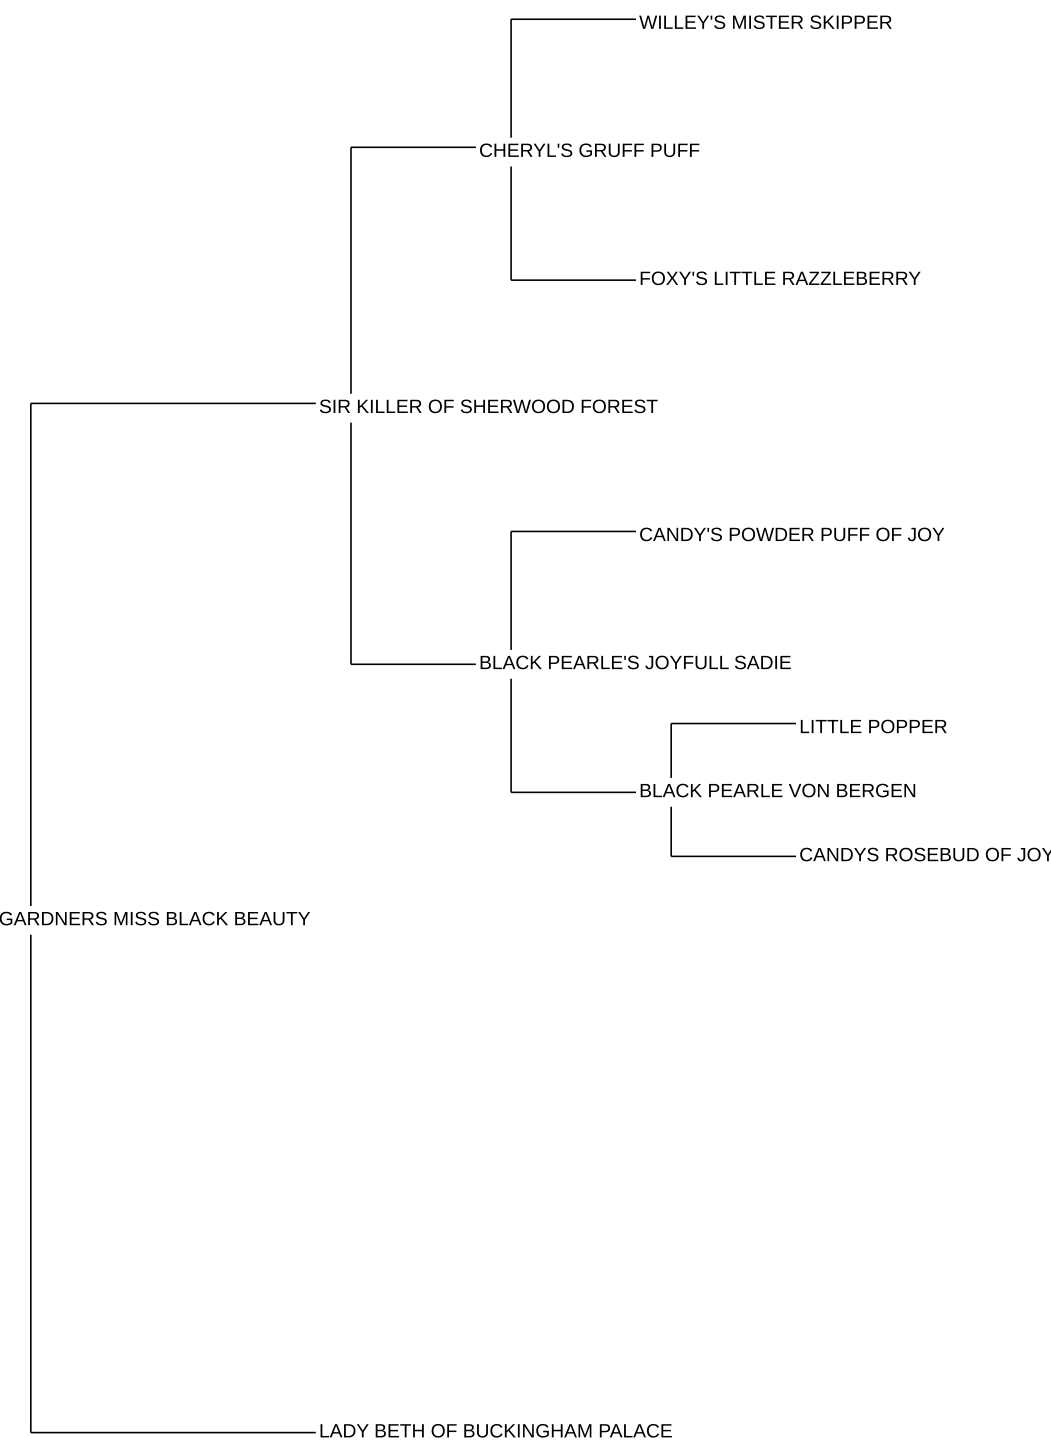 WILLEY'S MISTER SKIPPER
CHERYL'S GRUFF PUFF
FOXY'S LITTLE RAZZLEBERRY
SIR KILLER OF SHERWOOD FOREST
CANDY'S POWDER PUFF OF JOY
BLACK PEARLE'S JOYFULL SADIE
LITTLE POPPER
BLACK PEARLE VON BERGEN
CANDYS ROSEBUD OF JOY
GARDNERS MISS BLACK BEAUTY
LADY BETH OF BUCKINGHAM PALACE